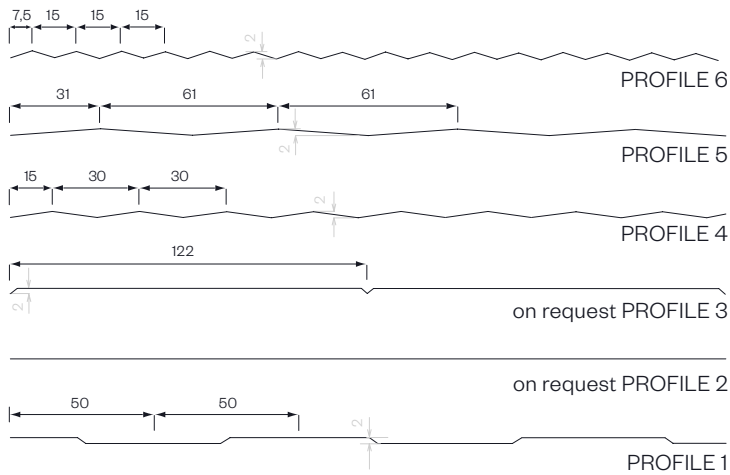 7,5 15 15 15
2
PROFILE 6
31 61 61
2
PROFILE 5
15 30 30
2
PROFILE 4
122
2
on request PROFILE 3
on request PROFILE 2
50 50
2
PROFILE 1